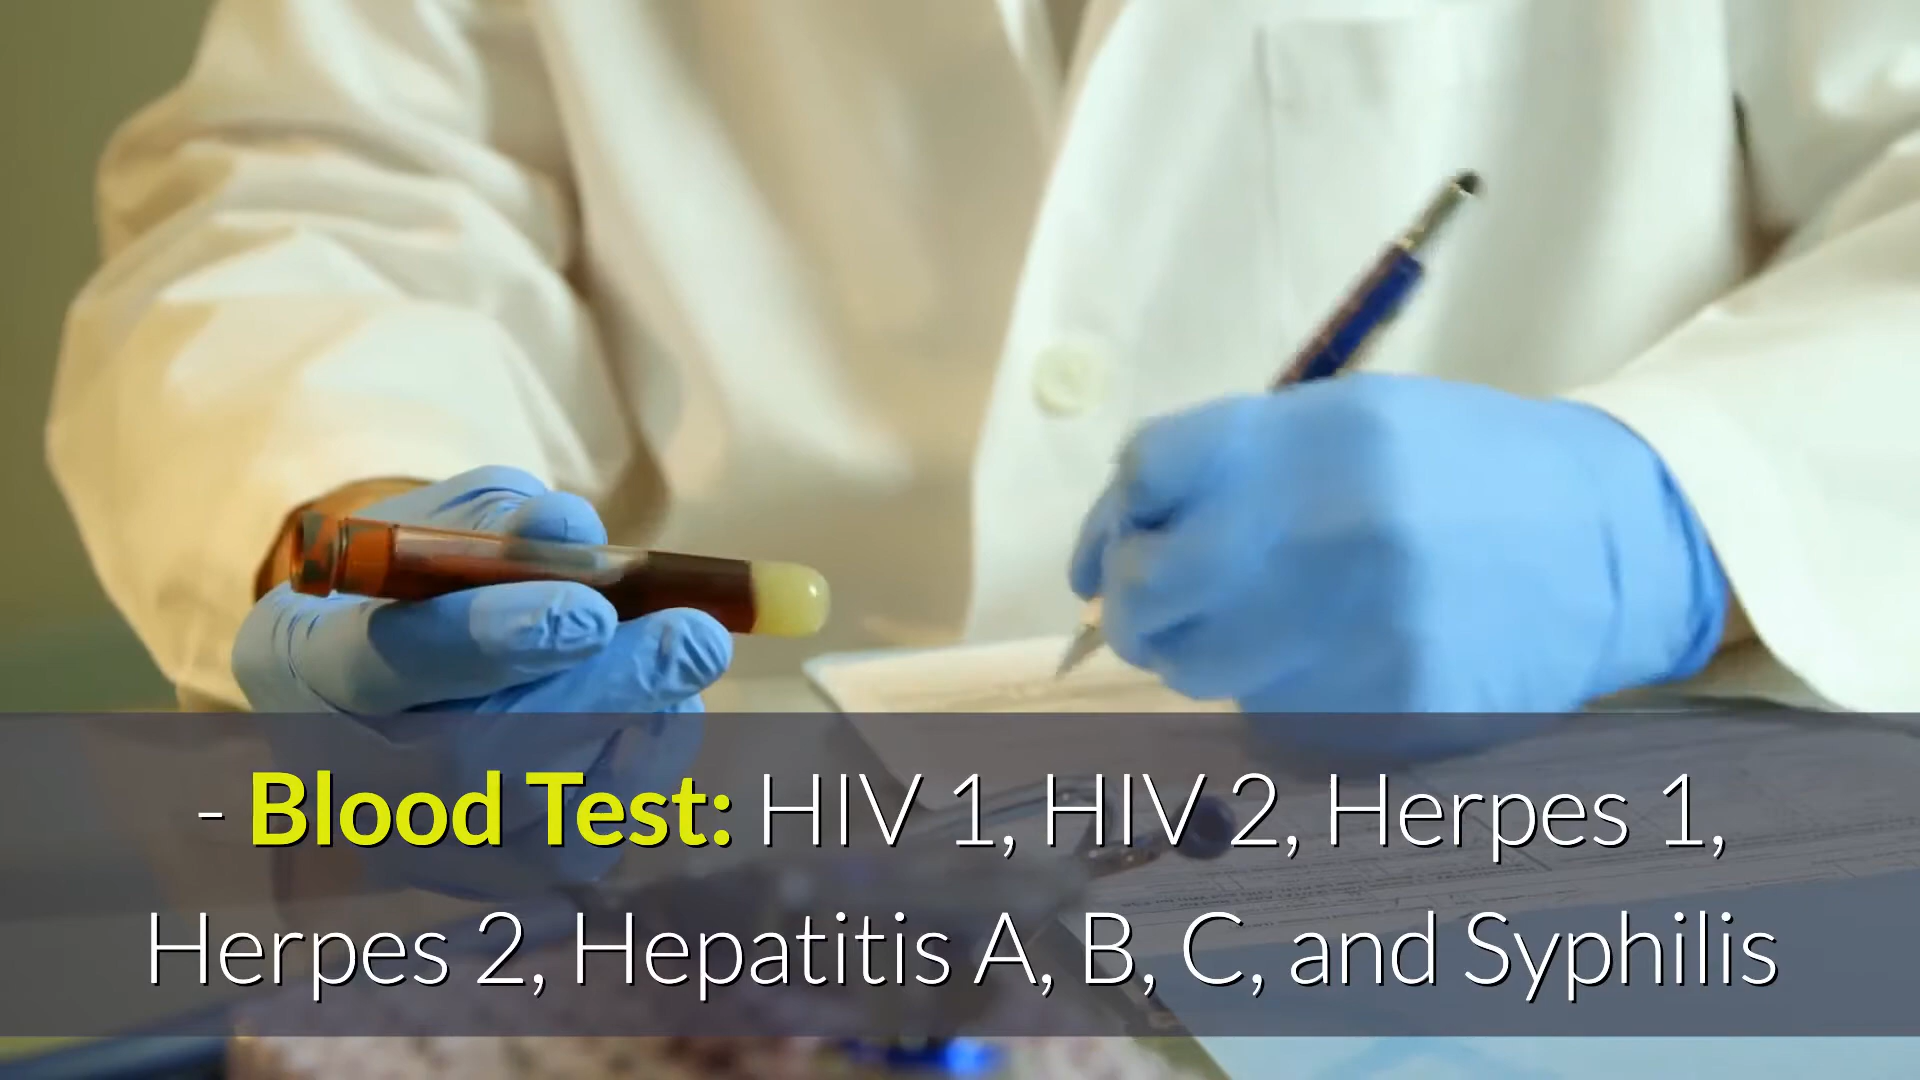 - Blood Test: HIV 1, HIV 2, Herpes 1,
Herpes 2, Hepatitis A, B, C, and Syphilis